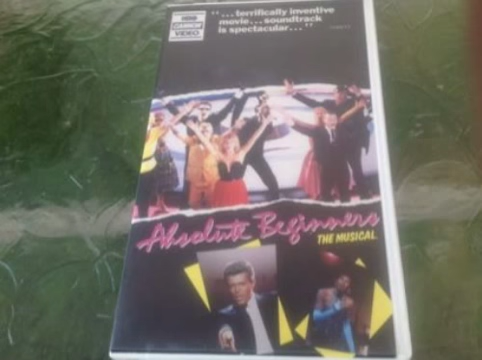 HBO
CANNON
VIDEO
"...terrifically inventive
movie...soundtrack
is spectacular..."
Absolute Beginners
THE MUSICAL